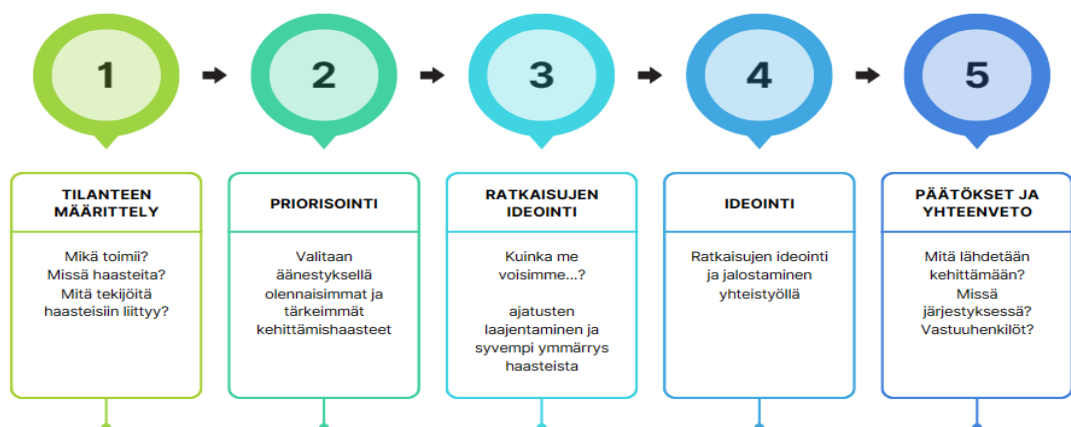 1
2
3
4
5
TILANTEEN
MÄÄRITTELY
Mikä toimii?
Missä haasteita?
Mitä tekijöitä
haasteisiin liittyy?
PRIORISOINTI
Valitaan
äänestyksellä
olennaisimmat ja
tärkeimmät
kehittämishaasteet
RATKAISUJEN
IDEOINTI
Kuinka me
voisimme...?
ajatusten
laajentaminen ja
syvempi ymmärrys
haasteista
IDEOINTI
Ratkaisujen ideointi
ja jalostaminen
yhteistyöllä
PÄÄTÖKSET JA
YHTEENVETO
Mitä lähdetään
kehittämään?
Missä
järjestyksessä?
Vastuuhenkilöt?